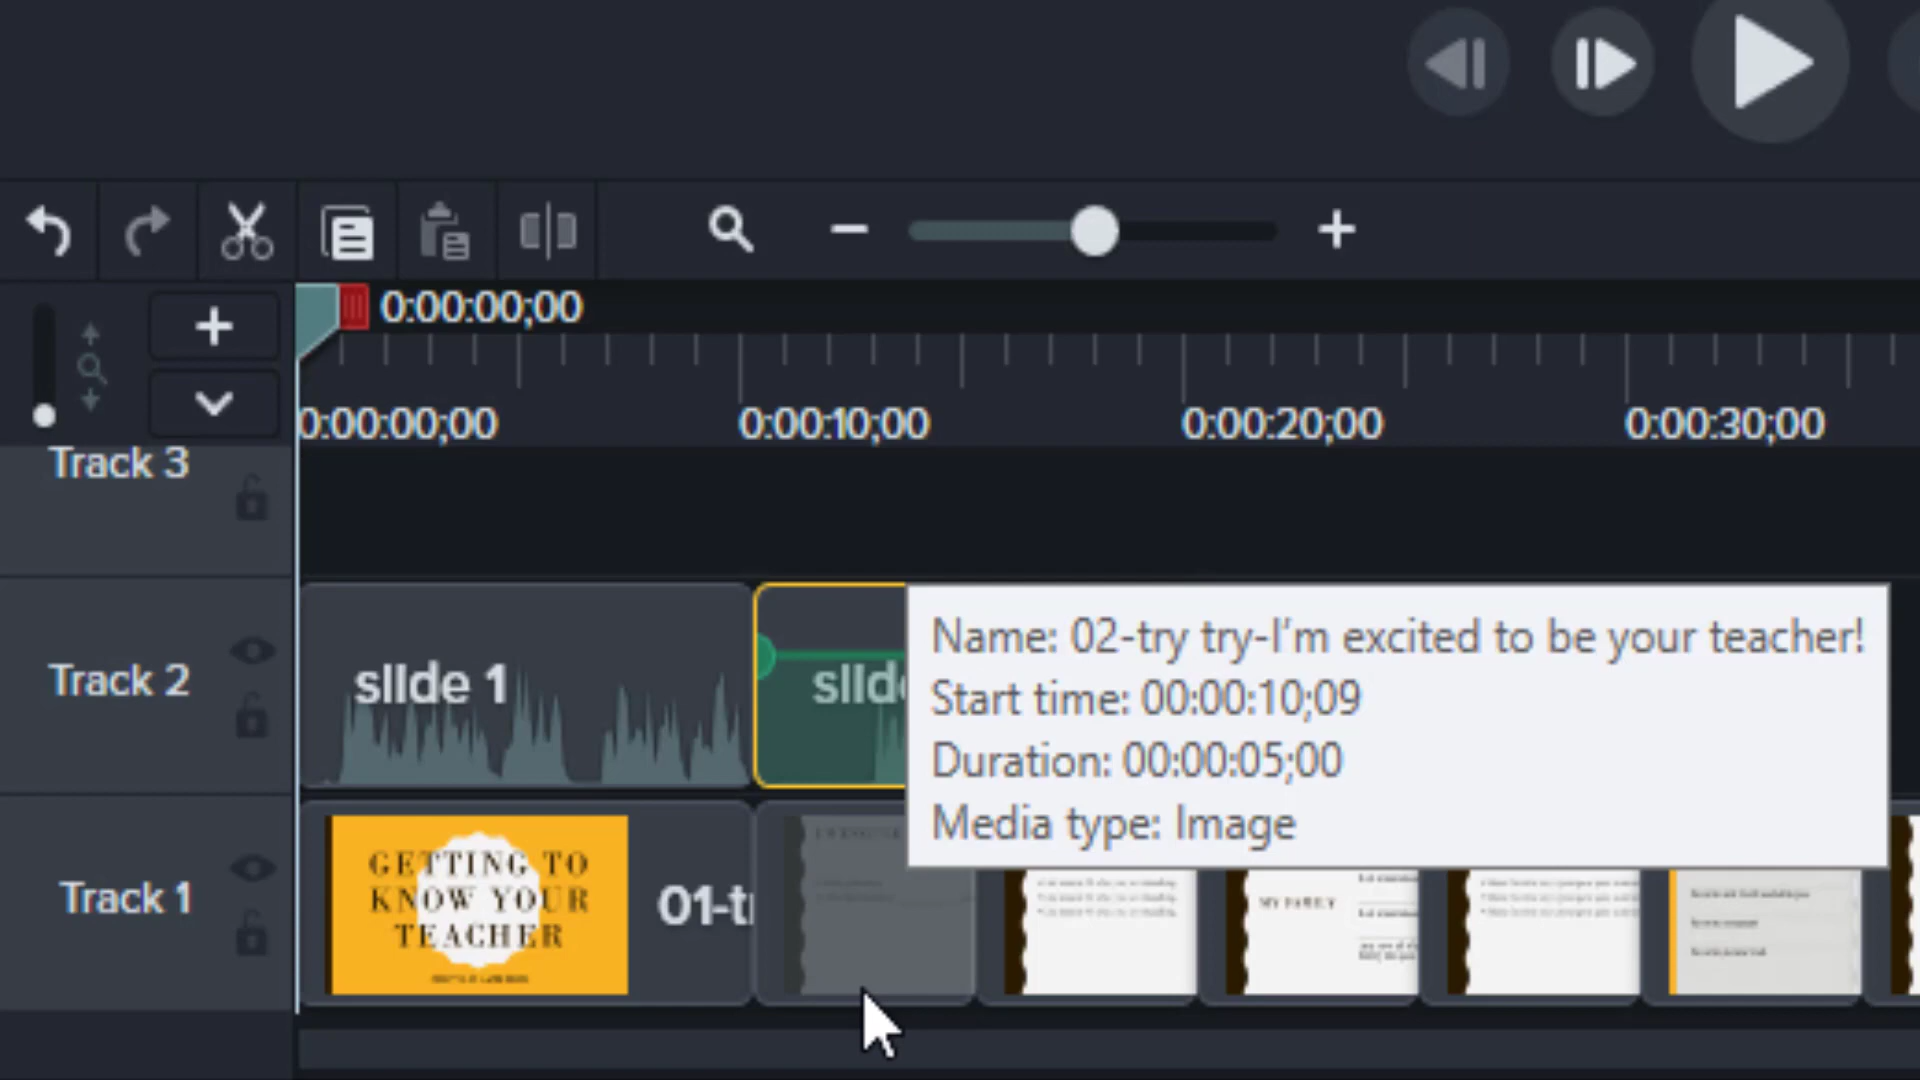 0:00:00;00
0:00:00;00 0:00:10;00 0:00:20;00 0:00:30;00
Track 3
Track 2
slide 1
slid
Name: 02-try try-I'm excited to be your teacher!
Start time: 00:00:10;09
Duration: 00:00:05;00
Media type: Image
Track 1
GETTING TO
KNOW YOUR
TEACHER
01-tr
MY FAMILY